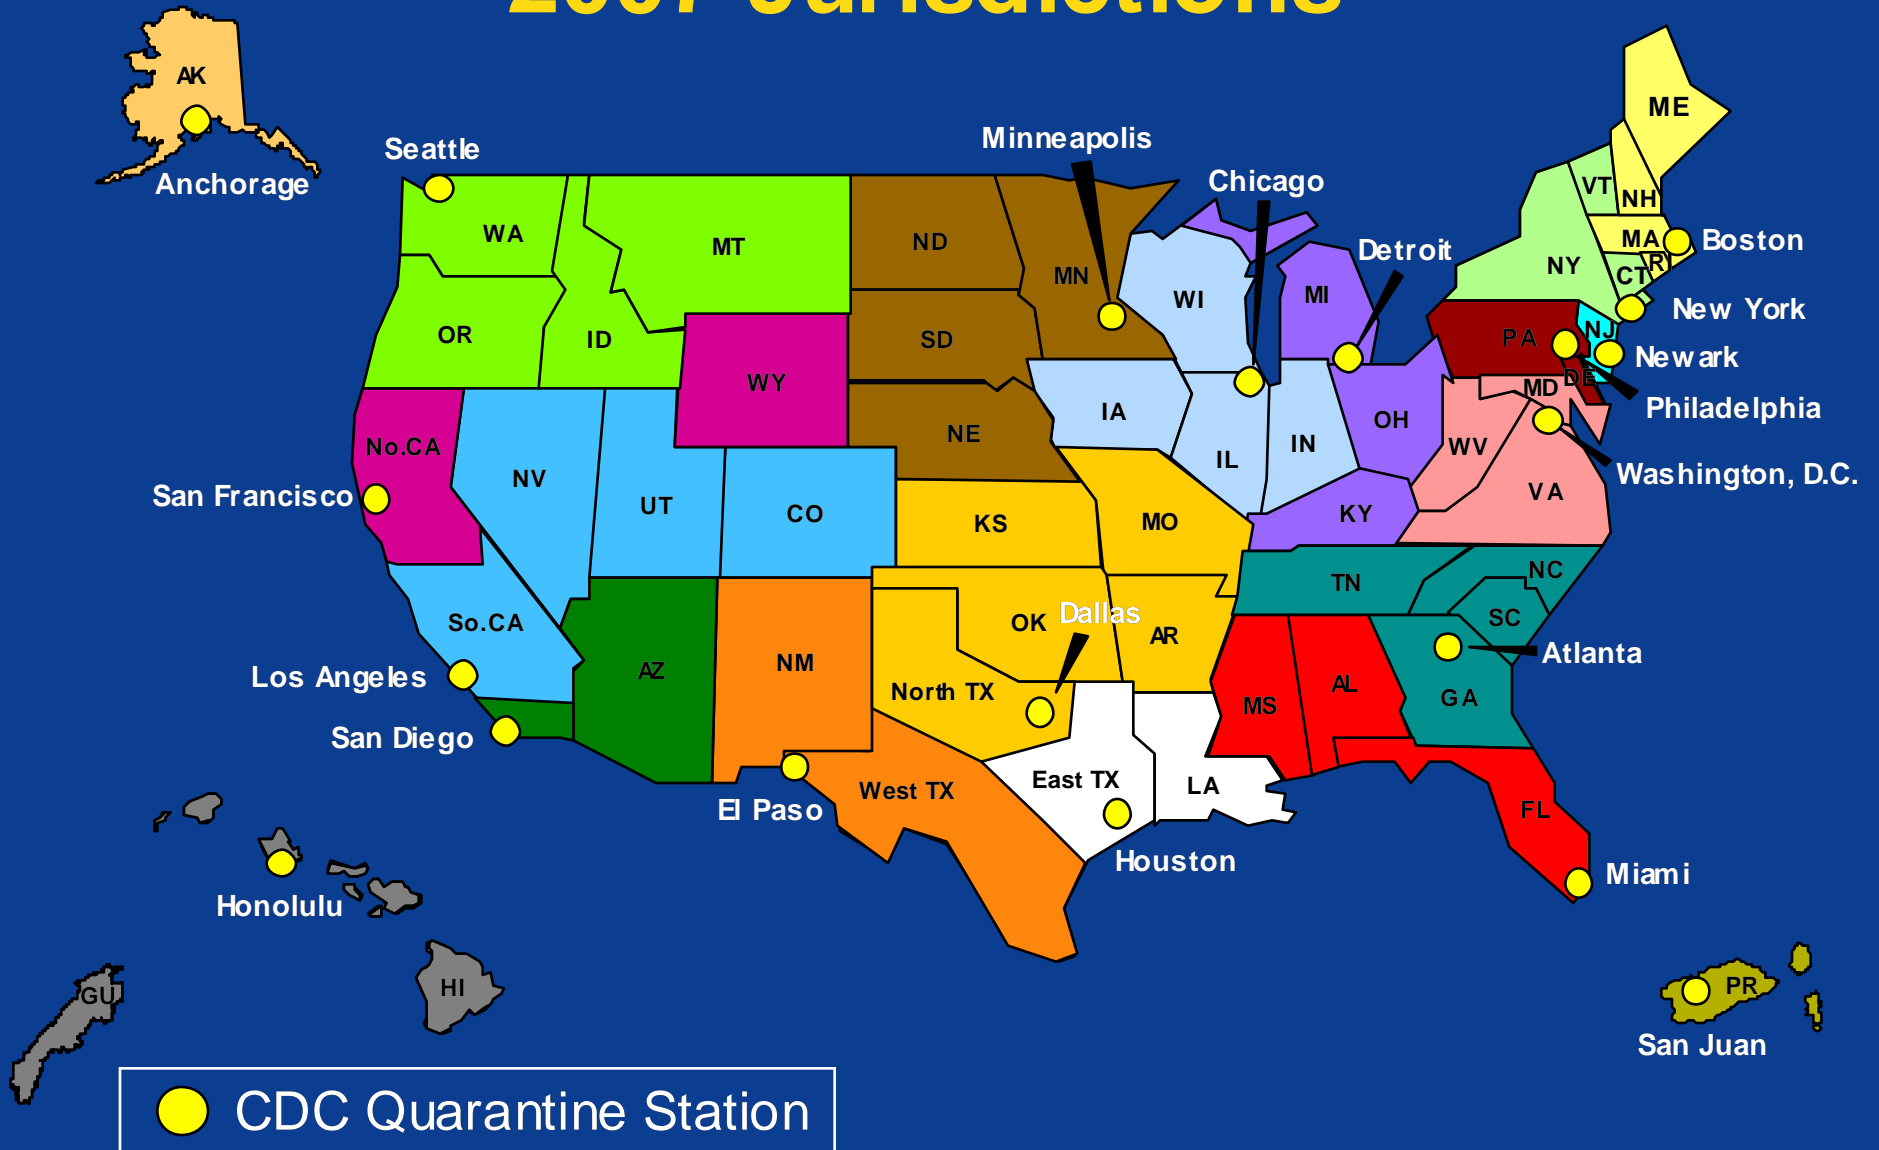 2007 Jurisdictions
AK
Anchorage
Seattle
Minneapolis
Chicago
Detroit
Boston
New York
Newark
Philadelphia
Washington, D.C.
Atlanta
Miami
San Juan
Houston
Dallas
El Paso
San Diego
Los Angeles
San Francisco
Honolulu
WA
OR
ID
MT
WY
ND
SD
NE
MN
WI
IA
IL
IN
MI
OH
KY
ME
VT
NH
MA
RI
CT
NY
PA
NJ
DE
MD
WV
VA
No.CA
NV
UT
CO
So.CA
AZ
NM
KS
MO
OK
AR
North TX
West TX
East TX
LA
TN
NC
SC
MS
AL
GA
FL
GU
HI
PR
CDC Quarantine Station